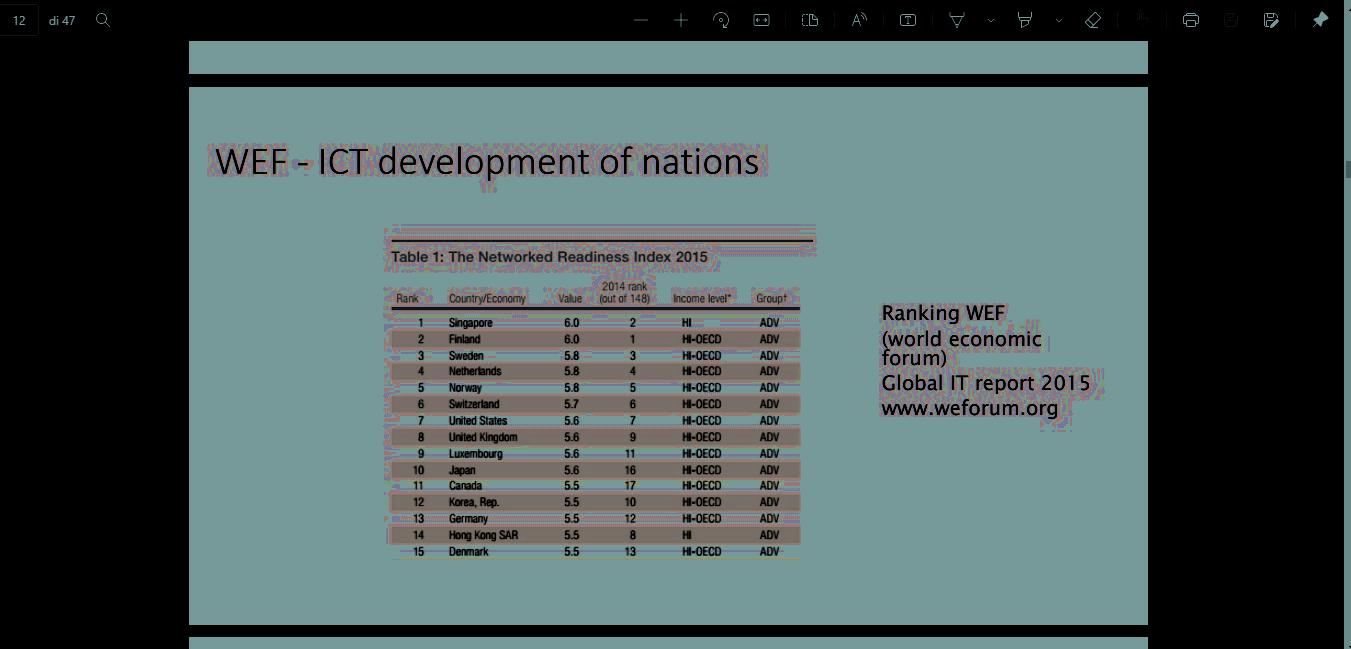 12 di 47
WEF - ICT development of nations
Table 1: The Networked Readiness Index 2015
Rank Country/Economy Value 2014 rank (out of 148) Income level* Group†
1 Singapore 6.0 2 HI ADV
2 Finland 6.0 1 HI-OECD ADV
3 Sweden 5.8 3 HI-OECD ADV
4 Netherlands 5.8 4 HI-OECD ADV
5 Norway 5.8 5 HI-OECD ADV
6 Switzerland 5.7 6 HI-OECD ADV
7 United States 5.6 7 HI-OECD ADV
8 United Kingdom 5.6 9 HI-OECD ADV
9 Luxembourg 5.6 11 HI-OECD ADV
10 Japan 5.6 16 HI-OECD ADV
11 Canada 5.5 17 HI-OECD ADV
12 Korea, Rep. 5.5 10 HI-OECD ADV
13 Germany 5.5 12 HI-OECD ADV
14 Hong Kong SAR 5.5 8 HI ADV
15 Denmark 5.5 13 HI-OECD ADV
Ranking WEF
(world economic
forum)
Global IT report 2015
www.weforum.org